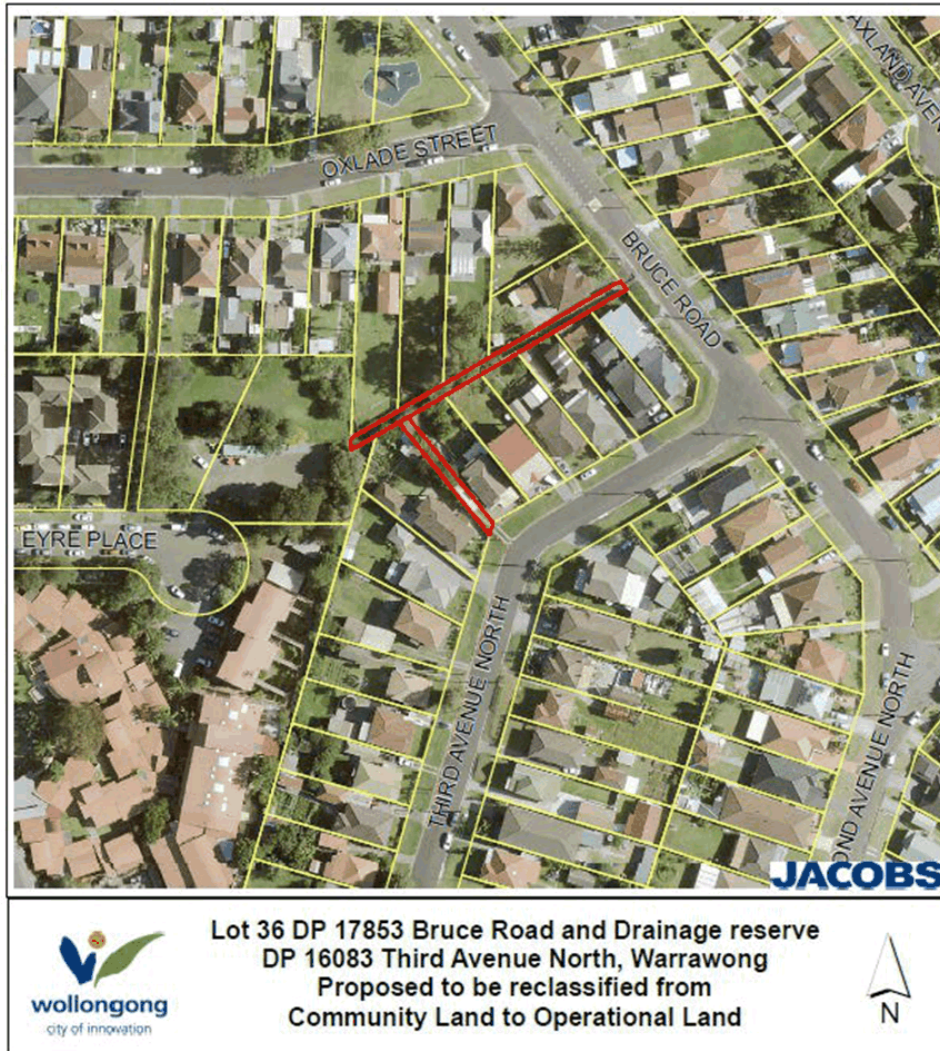 AXLAND AVEN
OXLADE STREET
BRUCE ROAD
EYRE PLACE
THIRD AVENUE NORTH
OND AVENUE NORTH
JACOBS
Lot 36 DP 17853 Bruce Road and Drainage reserve
DP 16083 Third Avenue North, Warrawong
Proposed to be reclassified from
Community Land to Operational Land
wollongong
city of innovation
N